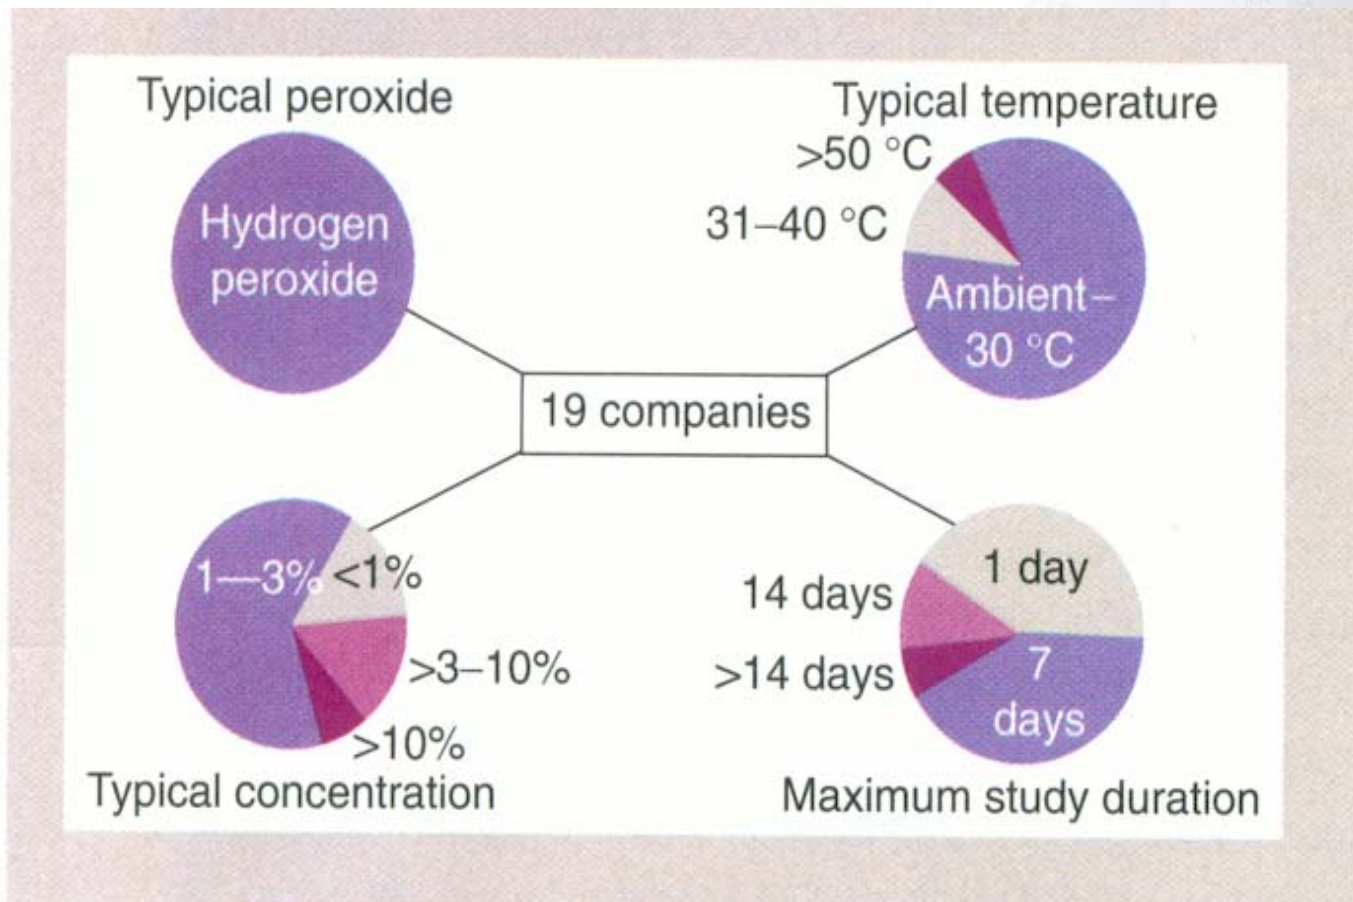 Typical peroxide
Hydrogen
peroxide
Typical temperature
>50 °C
31–40 °C
Ambient–
30 °C
19 companies
1—3%
<1%
>3–10%
>10%
Typical concentration
1 day
14 days
>14 days
7
days
Maximum study duration